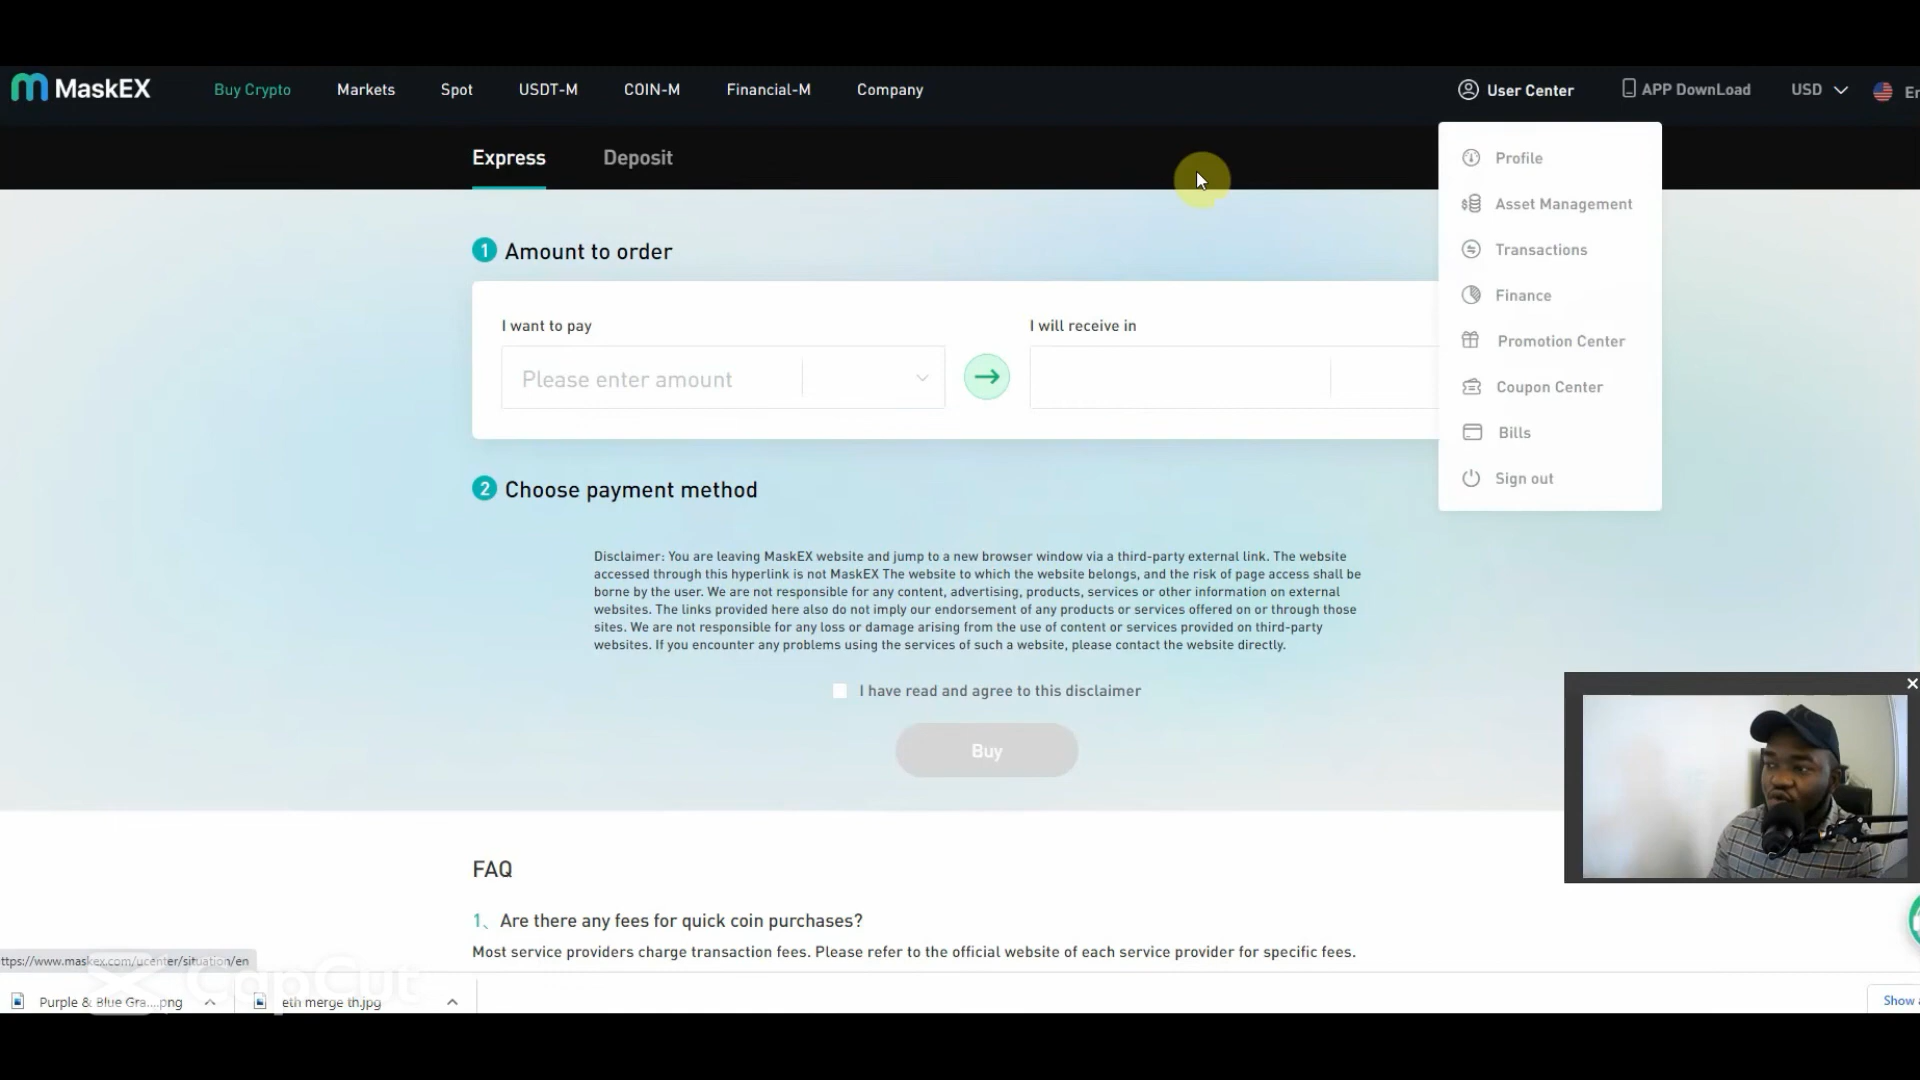 MaskEX
Buy Crypto Markets Spot USDT-M COIN-M Financial-M Company
User Center APP DownLoad USD En
Express Deposit
Profile
Asset Management
Transactions
Finance
Promotion Center
Coupon Center
Bills
Sign out
1 Amount to order
I want to pay
Please enter amount
I will receive in
2 Choose payment method
Disclaimer: You are leaving MaskEX website and jump to a new browser window via a third-party external link. The website
accessed through this hyperlink is not MaskEX The website to which the website belongs, and the risk of page access shall be
borne by the user. We are not responsible for any content, advertising, products, services or other information on external
websites. The links provided here also do not imply our endorsement of any products or services offered on or through those
sites. We are not responsible for any loss or damage arising from the use of content or services provided on third-party
websites. If you encounter any problems using the services of such a website, please contact the website directly.
I have read and agree to this disclaimer
Buy
FAQ
1、 Are there any fees for quick coin purchases?
Most service providers charge transaction fees. Please refer to the official website of each service provider for specific fees.
ttps://www.maskex.com/ucenter/situation/en
CapCut
Purple & Blue Gra....png eth merge th.jpg
Show a